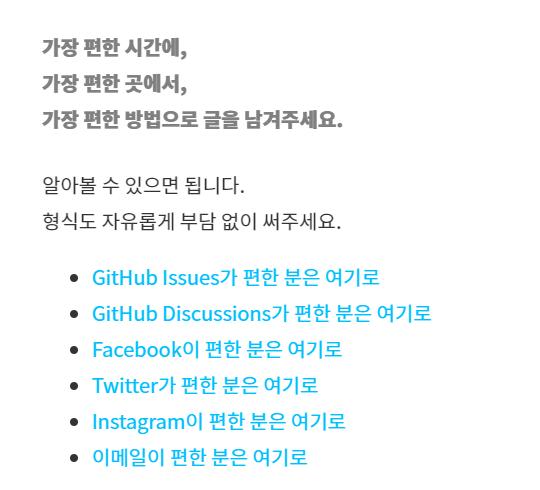 가장 편한 시간에,
가장 편한 곳에서,
가장 편한 방법으로 글을 남겨주세요.
알아볼 수 있으면 됩니다.
형식도 자유롭게 부담 없이 써주세요.
GitHub Issues가 편한 분은 여기로
GitHub Discussions가 편한 분은 여기로
Facebook이 편한 분은 여기로
Twitter가 편한 분은 여기로
Instagram이 편한 분은 여기로
이메일이 편한 분은 여기로